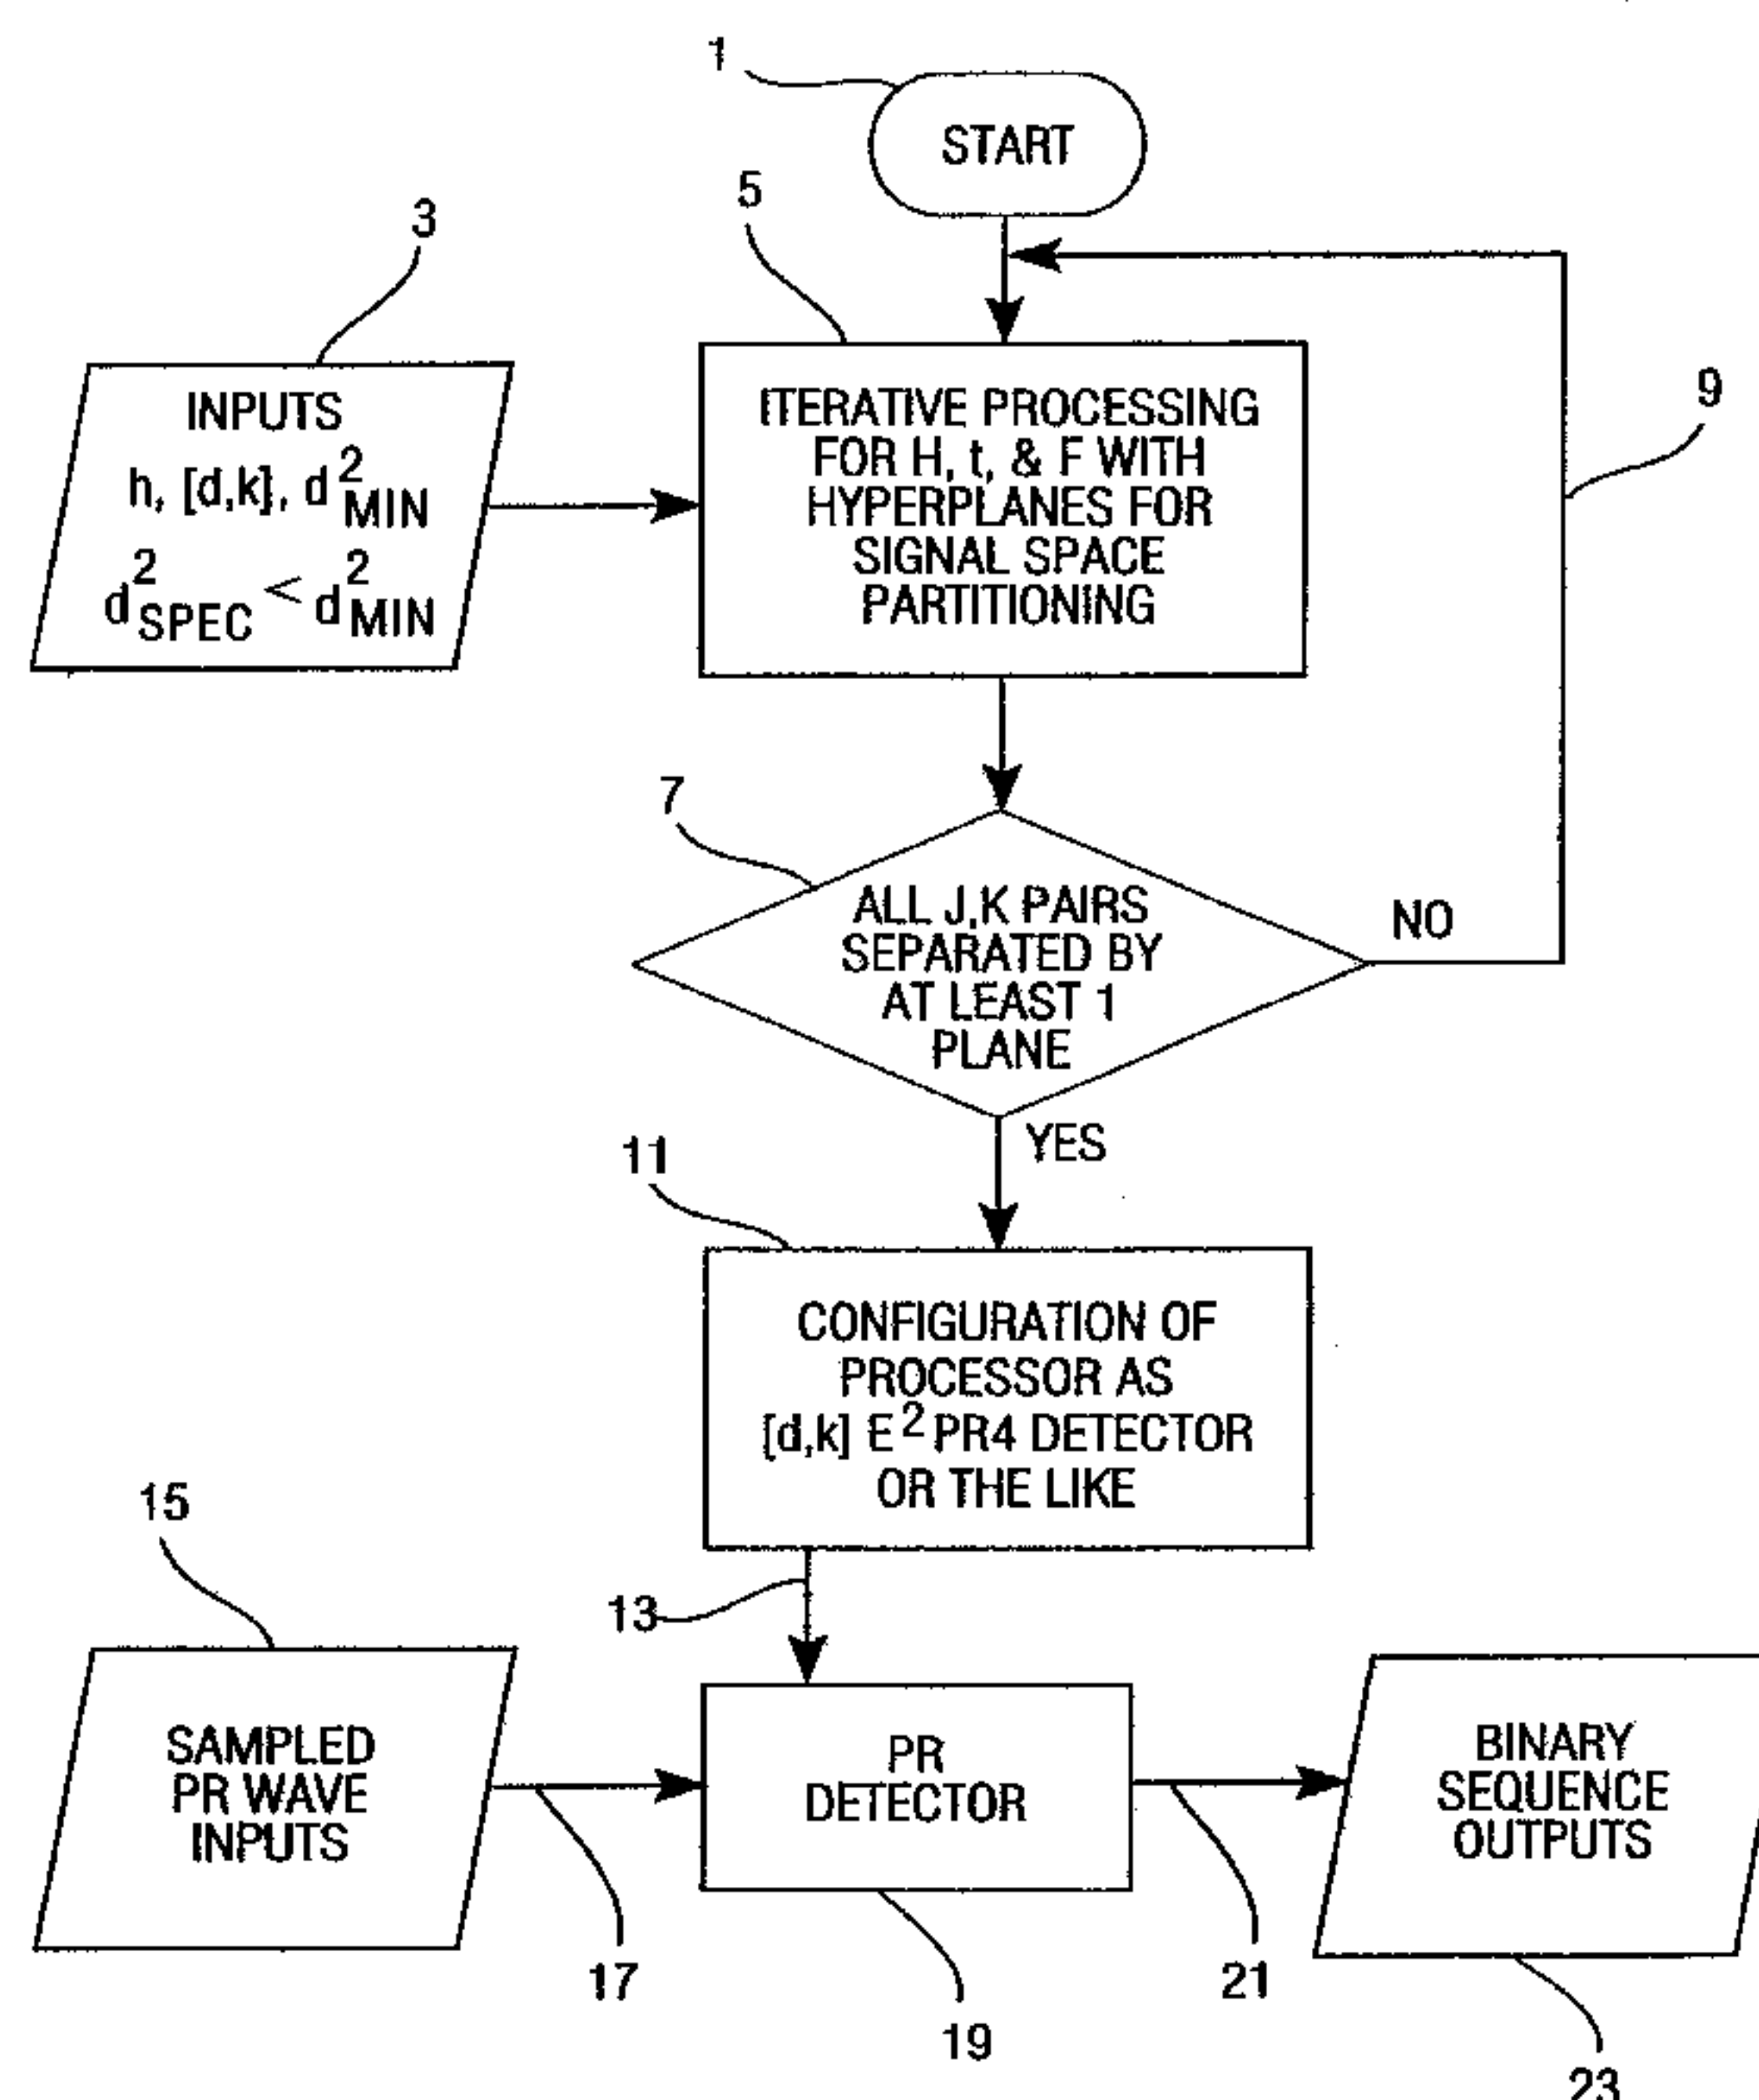 1
START
5
3
INPUTS
h, [d,k], d²MIN
d²SPEC < d²MIN
ITERATIVE PROCESSING
FOR H, t, & F WITH
HYPERPLANES FOR
SIGNAL SPACE
PARTITIONING
9
7
ALL J,K PAIRS
SEPARATED BY
AT LEAST 1
PLANE
NO
YES
11
CONFIGURATION OF
PROCESSOR AS
[d,k] E² PR4 DETECTOR
OR THE LIKE
13
15
SAMPLED
PR WAVE
INPUTS
17
PR
DETECTOR
19
21
BINARY
SEQUENCE
OUTPUTS
23